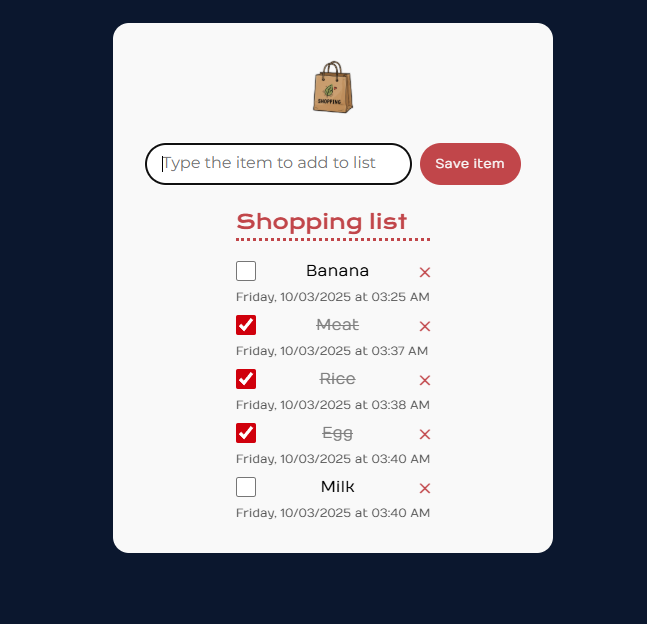 SHOPPING.
Type the item to add to list
Save item
Shopping list
Banana
Friday, 10/03/2025 at 03:25 AM
Meat
Friday, 10/03/2025 at 03:37 AM
Rice
Friday, 10/03/2025 at 03:38 AM
Egg
Friday, 10/03/2025 at 03:40 AM
Milk
Friday, 10/03/2025 at 03:40 AM